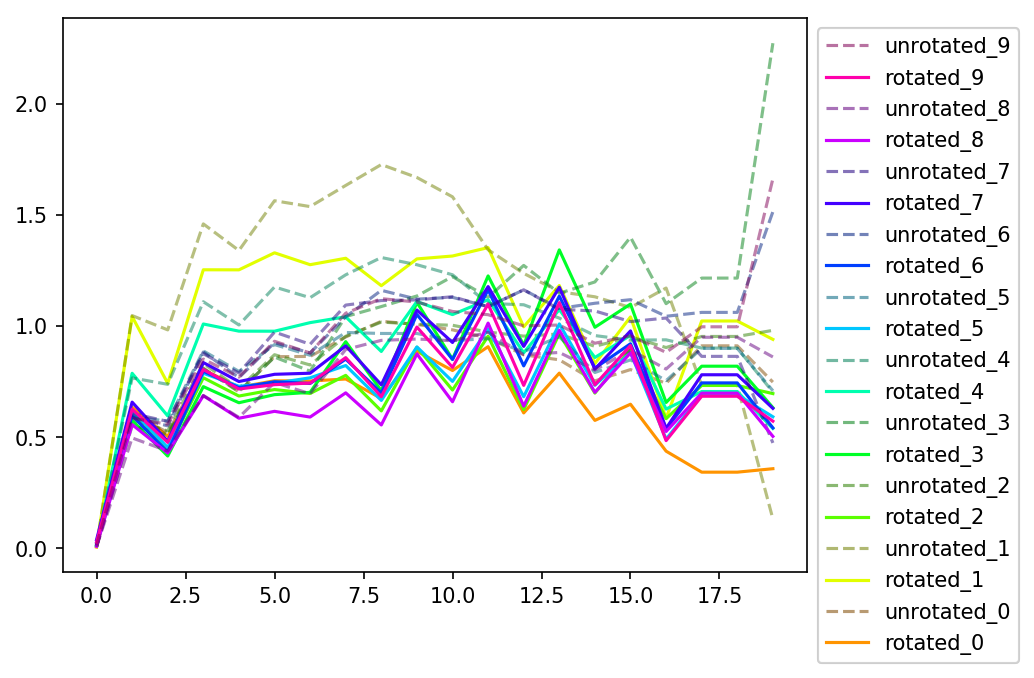 2.0
1.5
1.0
0.5
0.0
0.0 2.5 5.0 7.5 10.0 12.5 15.0 17.5
unrotated_9
rotated_9
unrotated_8
rotated_8
unrotated_7
rotated_7
unrotated_6
rotated_6
unrotated_5
rotated_5
unrotated_4
rotated_4
unrotated_3
rotated_3
unrotated_2
rotated_2
unrotated_1
rotated_1
unrotated_0
rotated_0